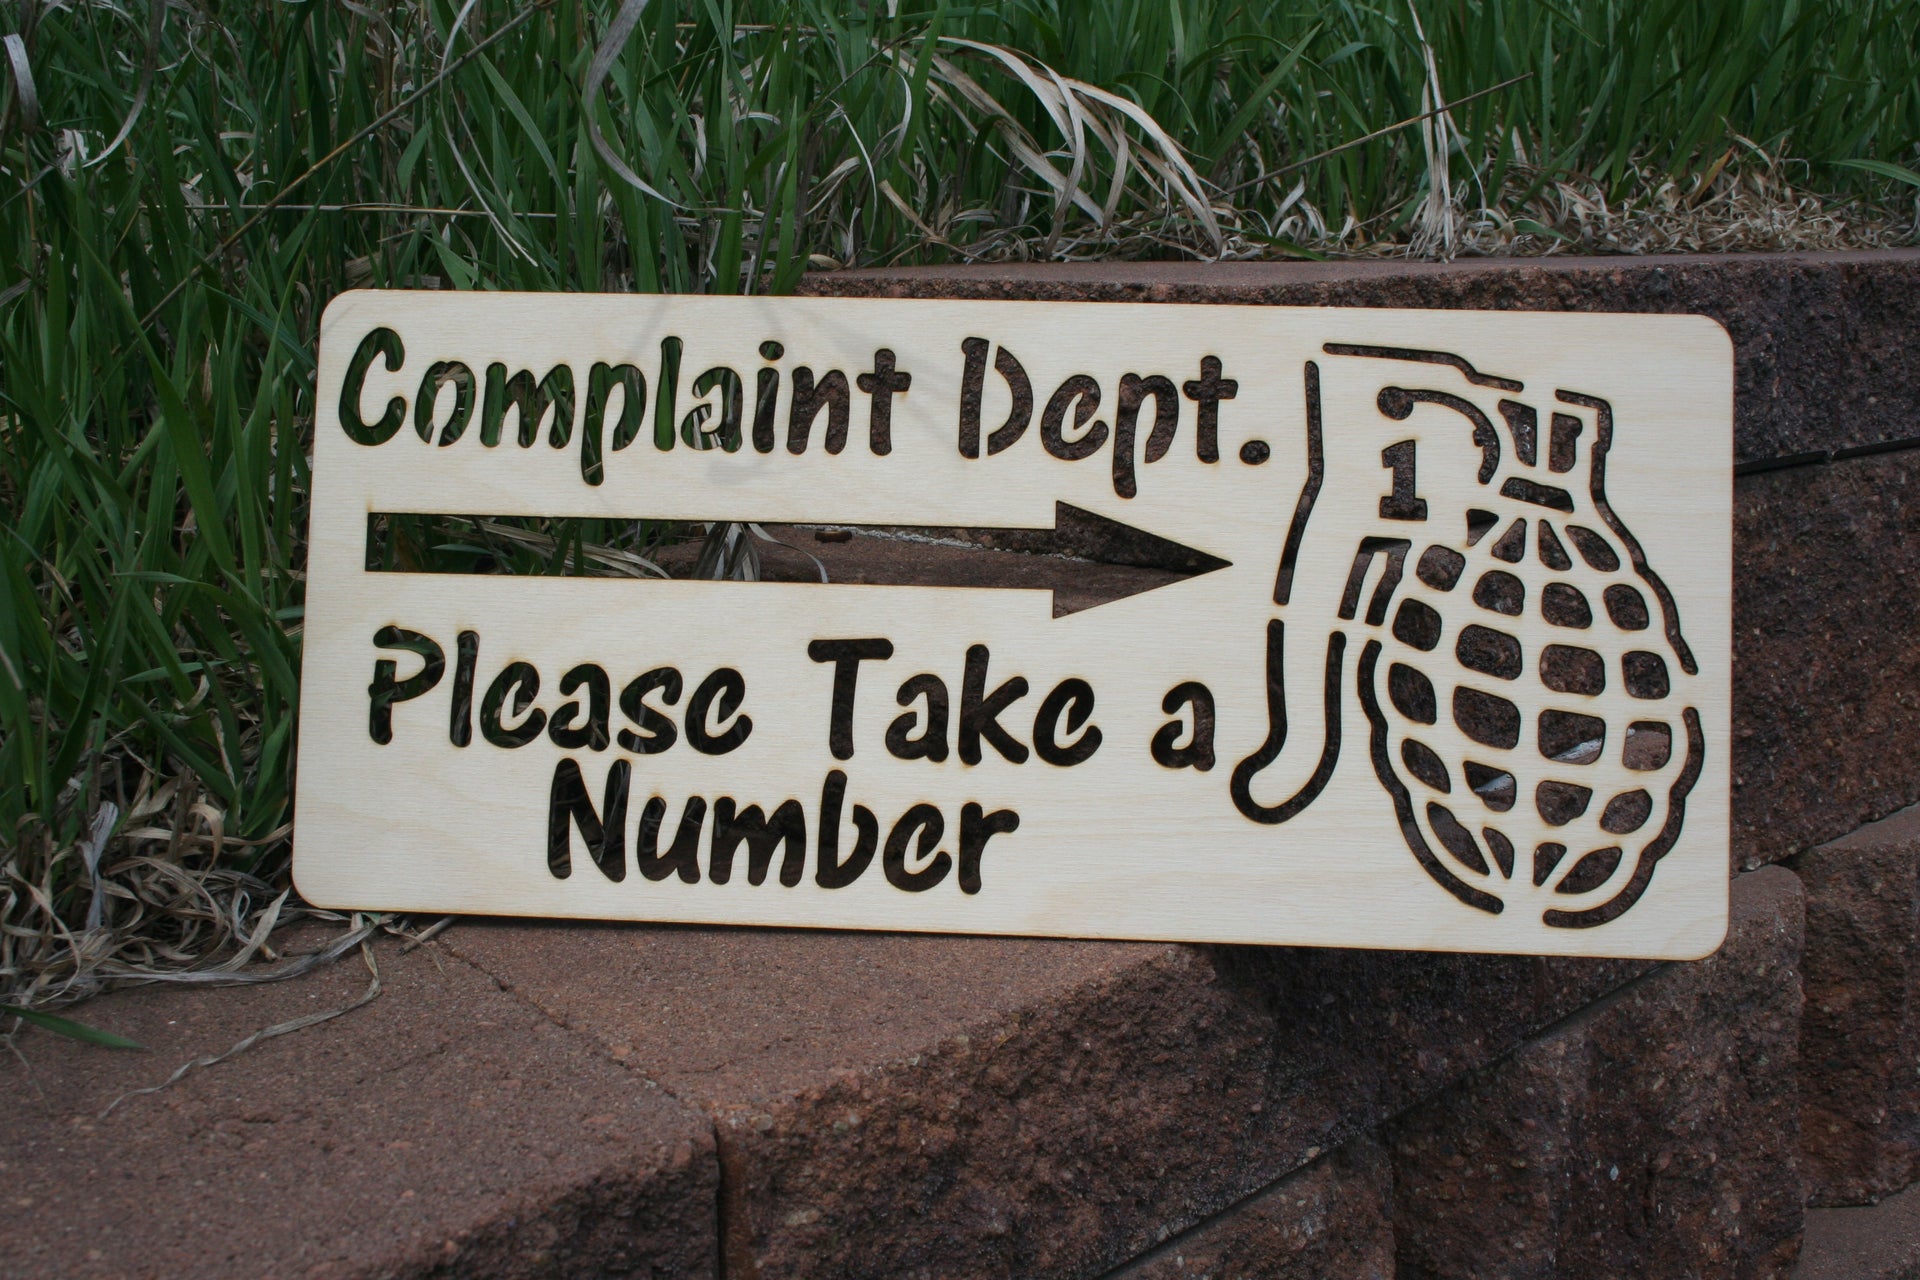 Complaint Dept.
1
Please Take a
Number